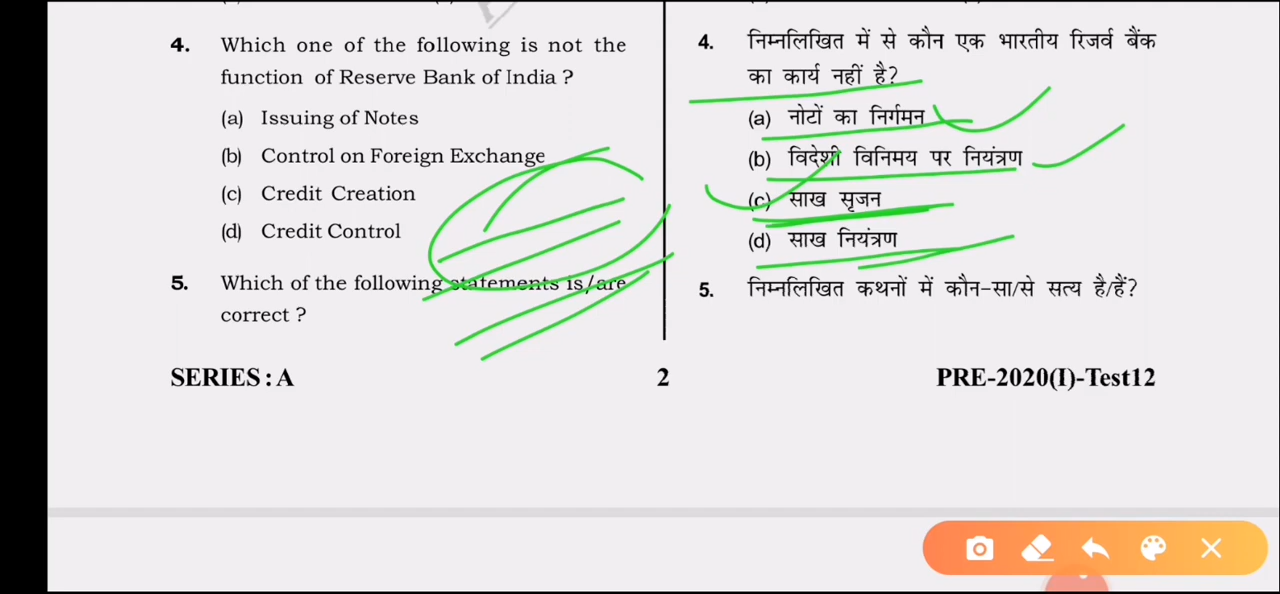 4. Which one of the following is not the
function of Reserve Bank of India ?
(a) Issuing of Notes
(b) Control on Foreign Exchange
(c) Credit Creation
(d) Credit Control
5. Which of the following statements is/are
correct ?
4. निम्नलिखित में से कौन एक भारतीय रिजर्व बैंक
का कार्य नहीं है?
(a) नोटों का निर्गमन
(b) विदेशी विनिमय पर नियंत्रण
(c) साख सृजन
(d) साख नियंत्रण
5. निम्नलिखित कथनों में कौन-सा/से सत्य है/हैं?
SERIES : A 2 PRE-2020(I)-Test12